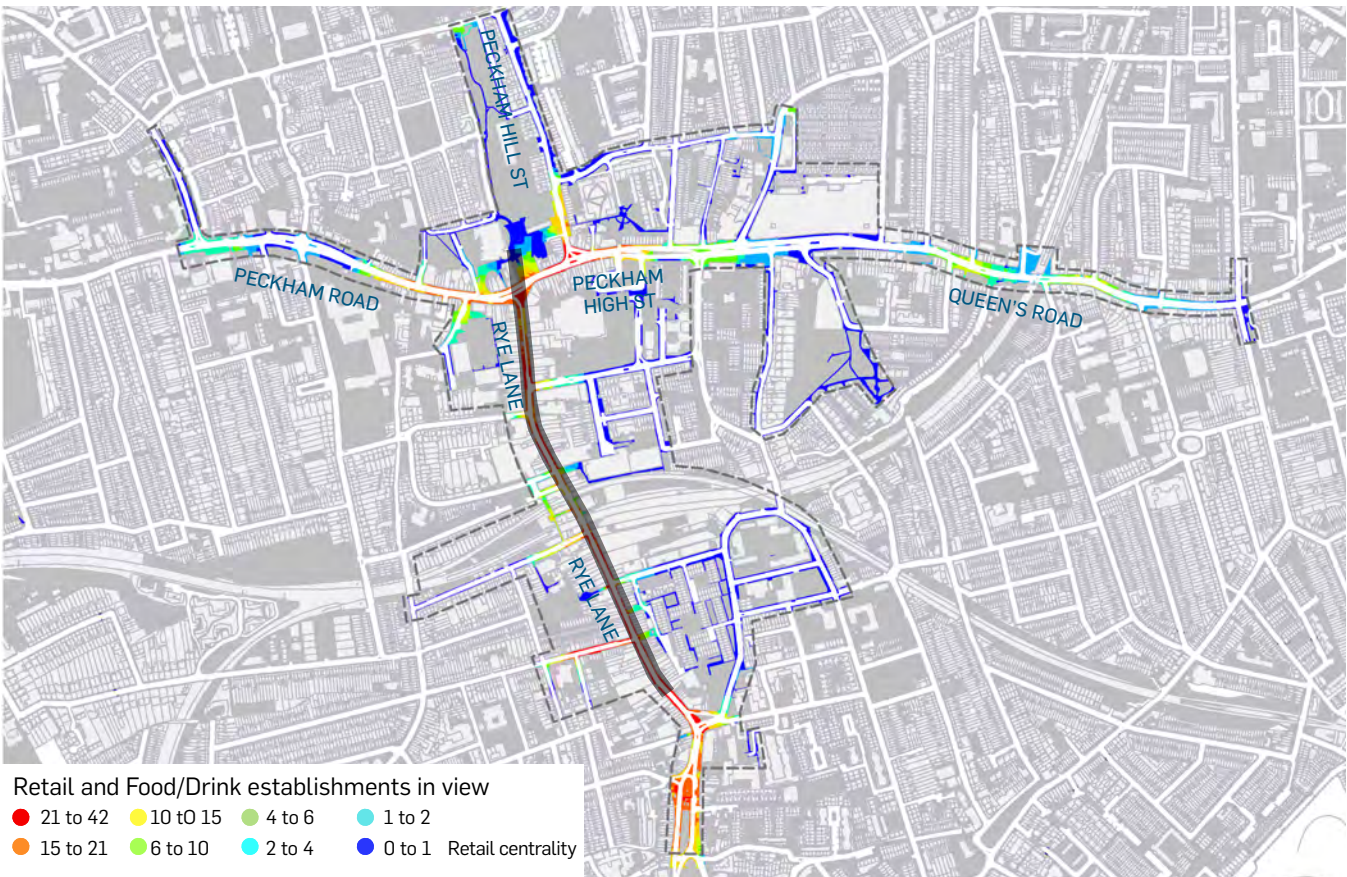 PECKHAM HILL ST
PECKHAM ROAD
PECKHAM
HIGH ST
QUEEN'S ROAD
RYE LANE
RYE LANE
Retail and Food/Drink establishments in view
21 to 42
10 tO 15
4 to 6
1 to 2
15 to 21
6 to 10
2 to 4
0 to 1
Retail centrality